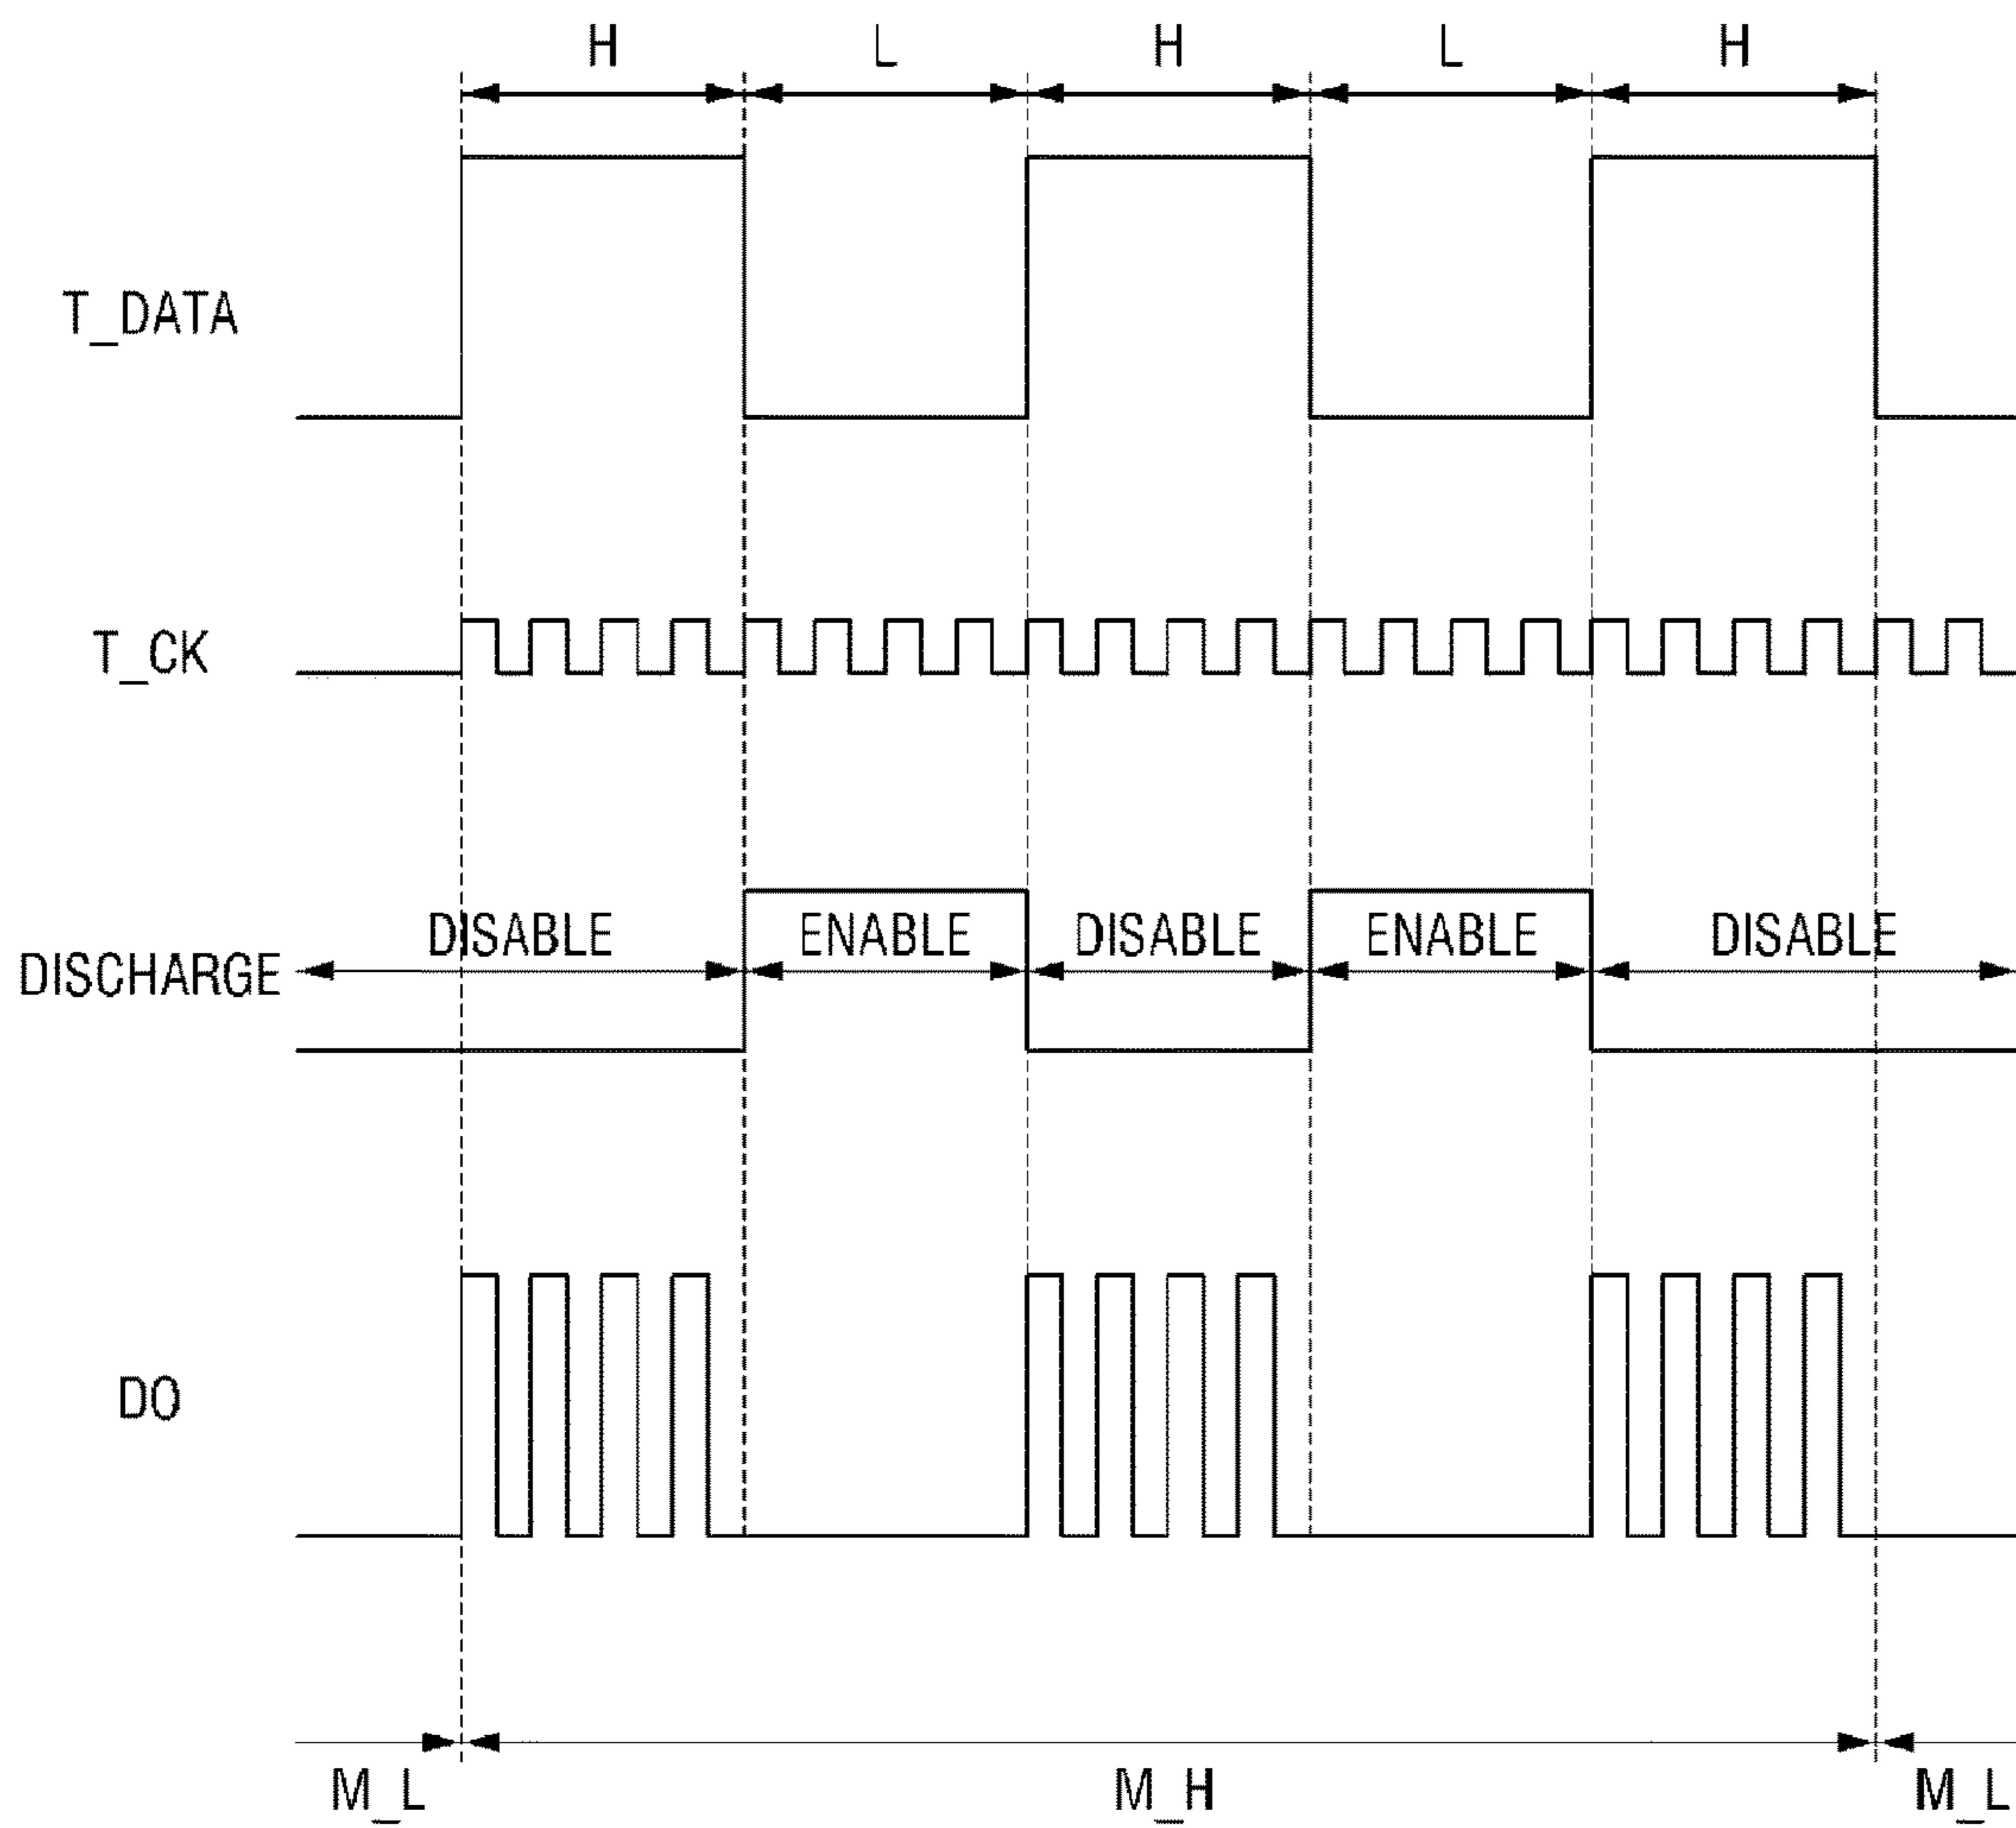 H L H L H
T_DATA
T_CK
DISABLE ENABLE DISABLE ENABLE DISABLE
DISCHARGE
DO
M_L M_H M_L